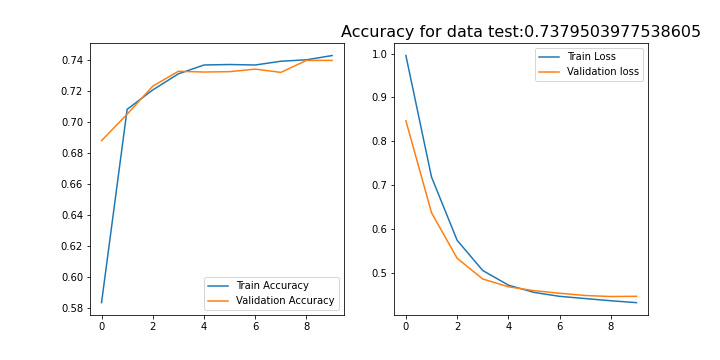 Accuracy for data test:0.7379503977538605
0.74
0.72
0.70
0.68
0.66
0.64
0.62
0.60
0.58
0 2 4 6 8
Train Accuracy
Validation Accuracy
1.0
0.9
0.8
0.7
0.6
0.5
0 2 4 6 8
Train Loss
Validation loss